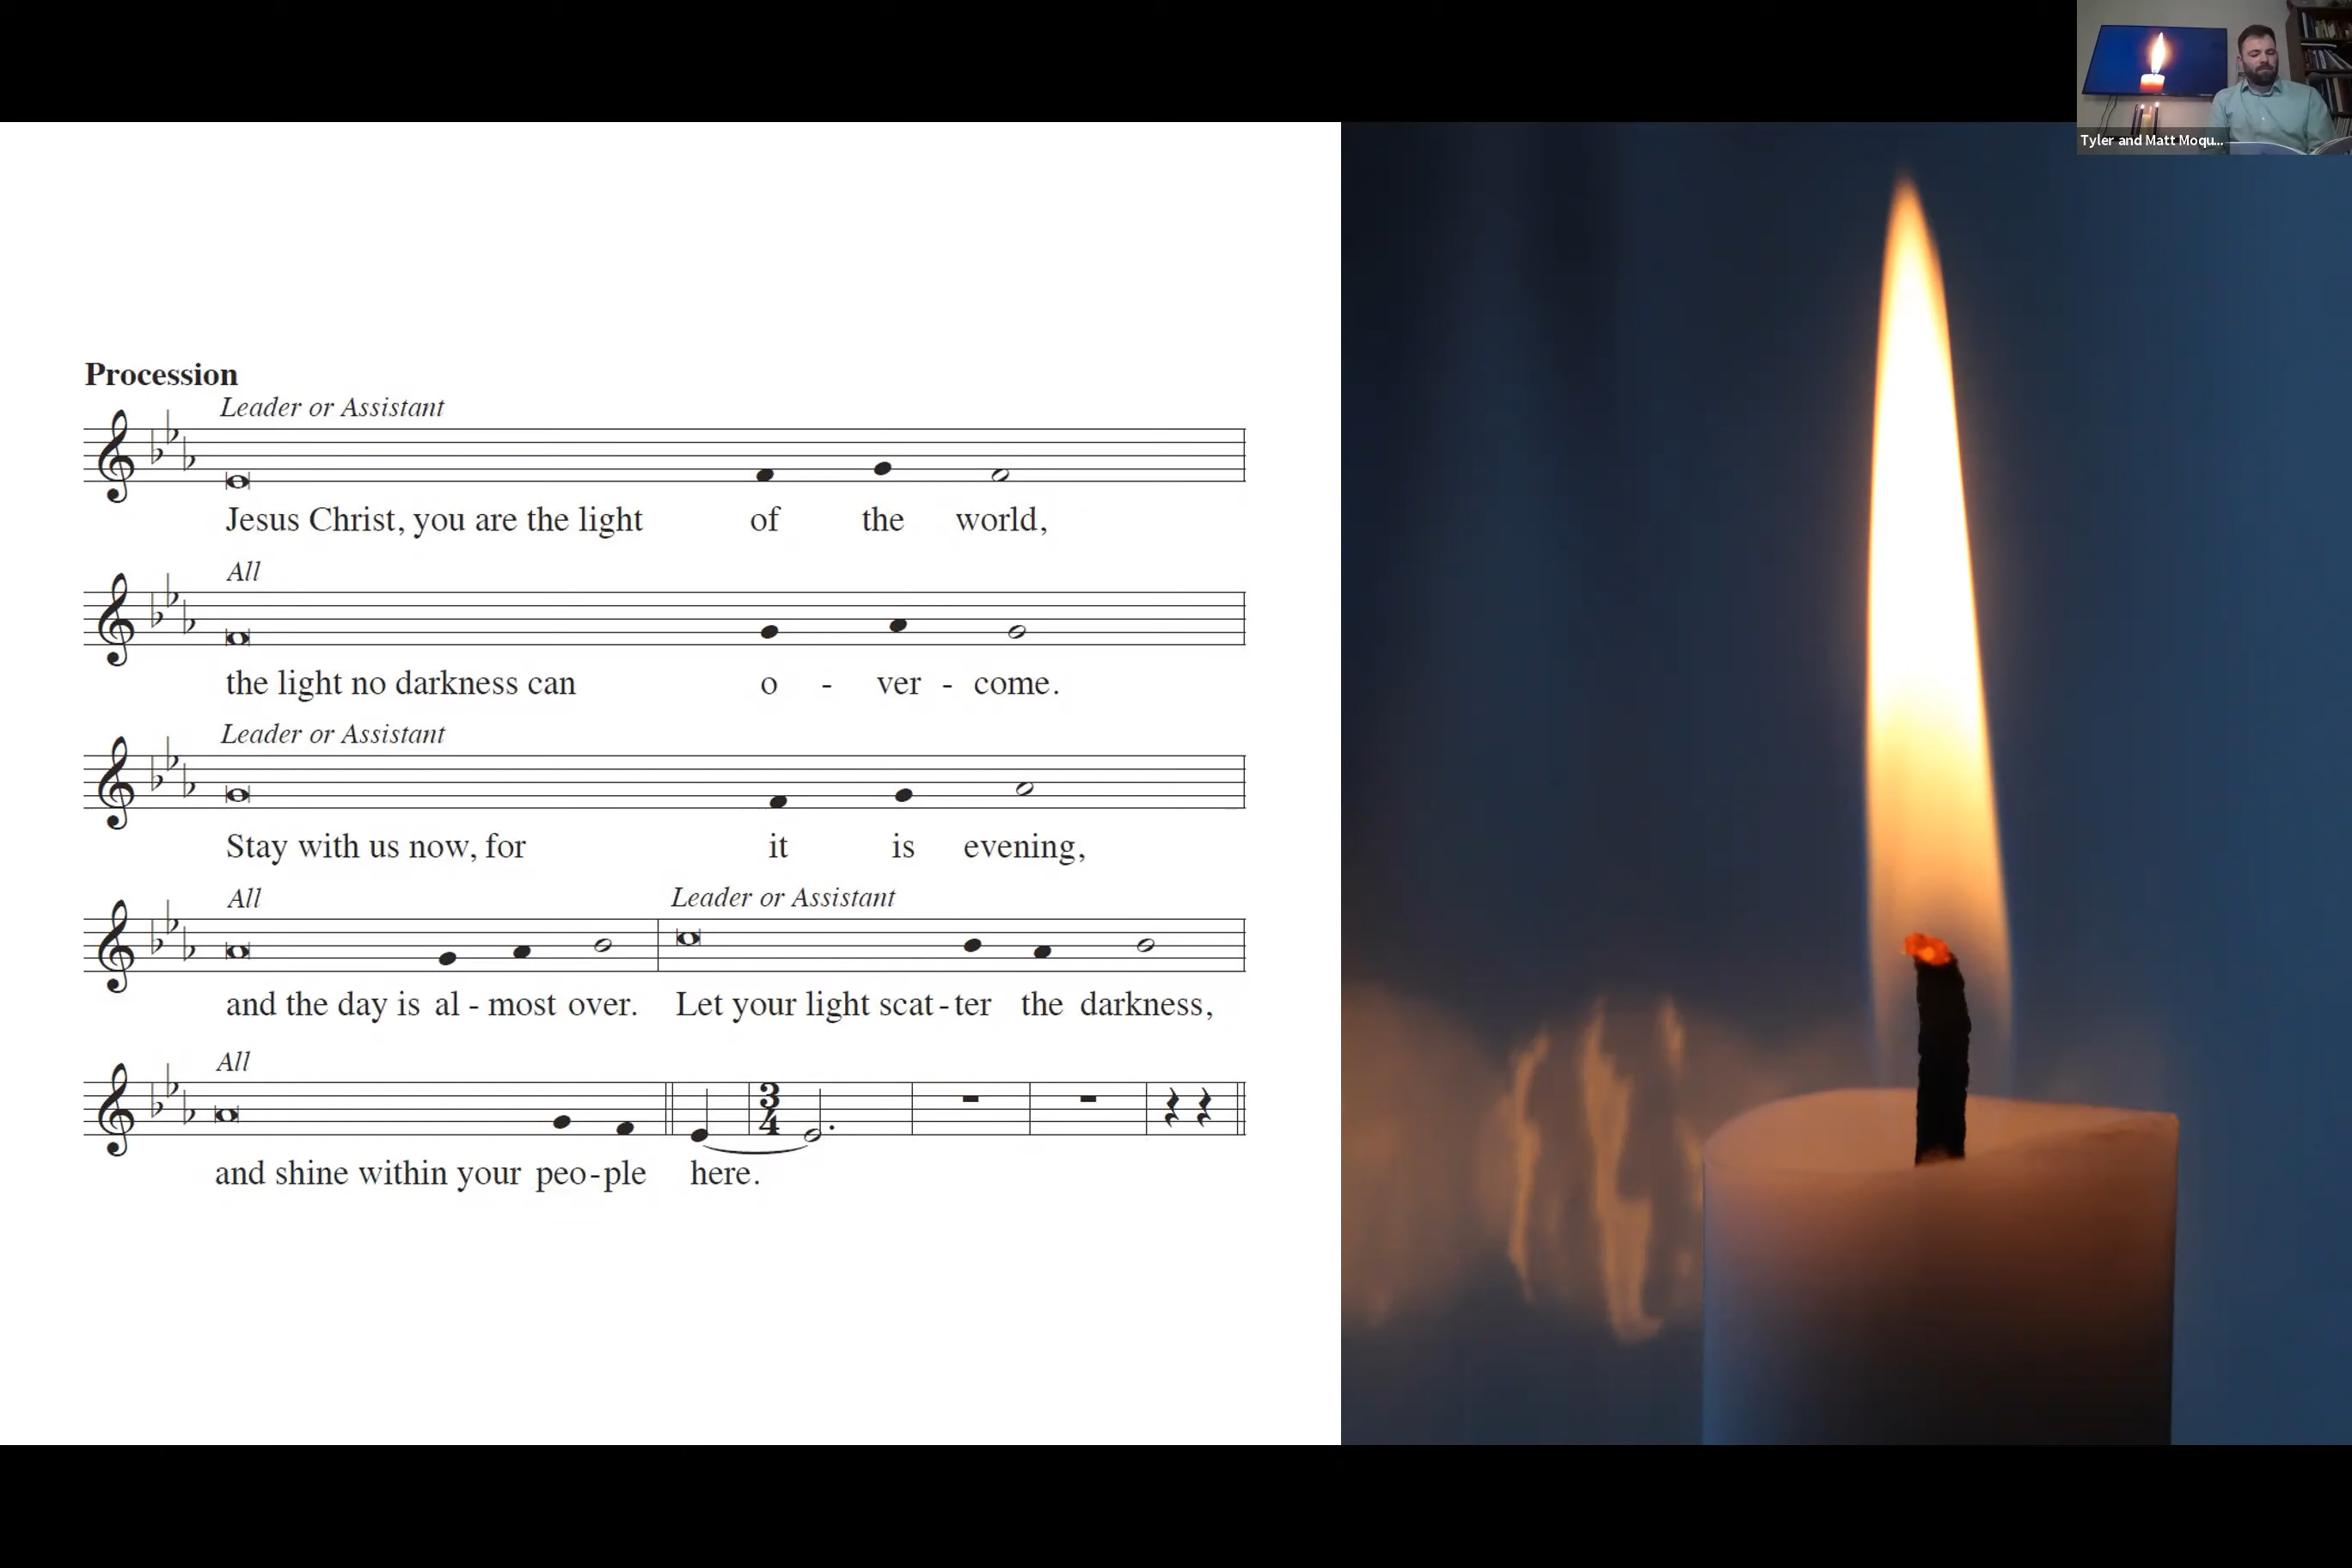 Tyler and Matt Moqu...
Procession
Leader or Assistant
Jesus Christ, you are the light of the world,
All
the light no darkness can o - ver - come.
Leader or Assistant
Stay with us now, for it is evening,
All Leader or Assistant
and the day is al - most over. Let your light scat - ter the darkness,
All
3
4
and shine within your peo - ple here.